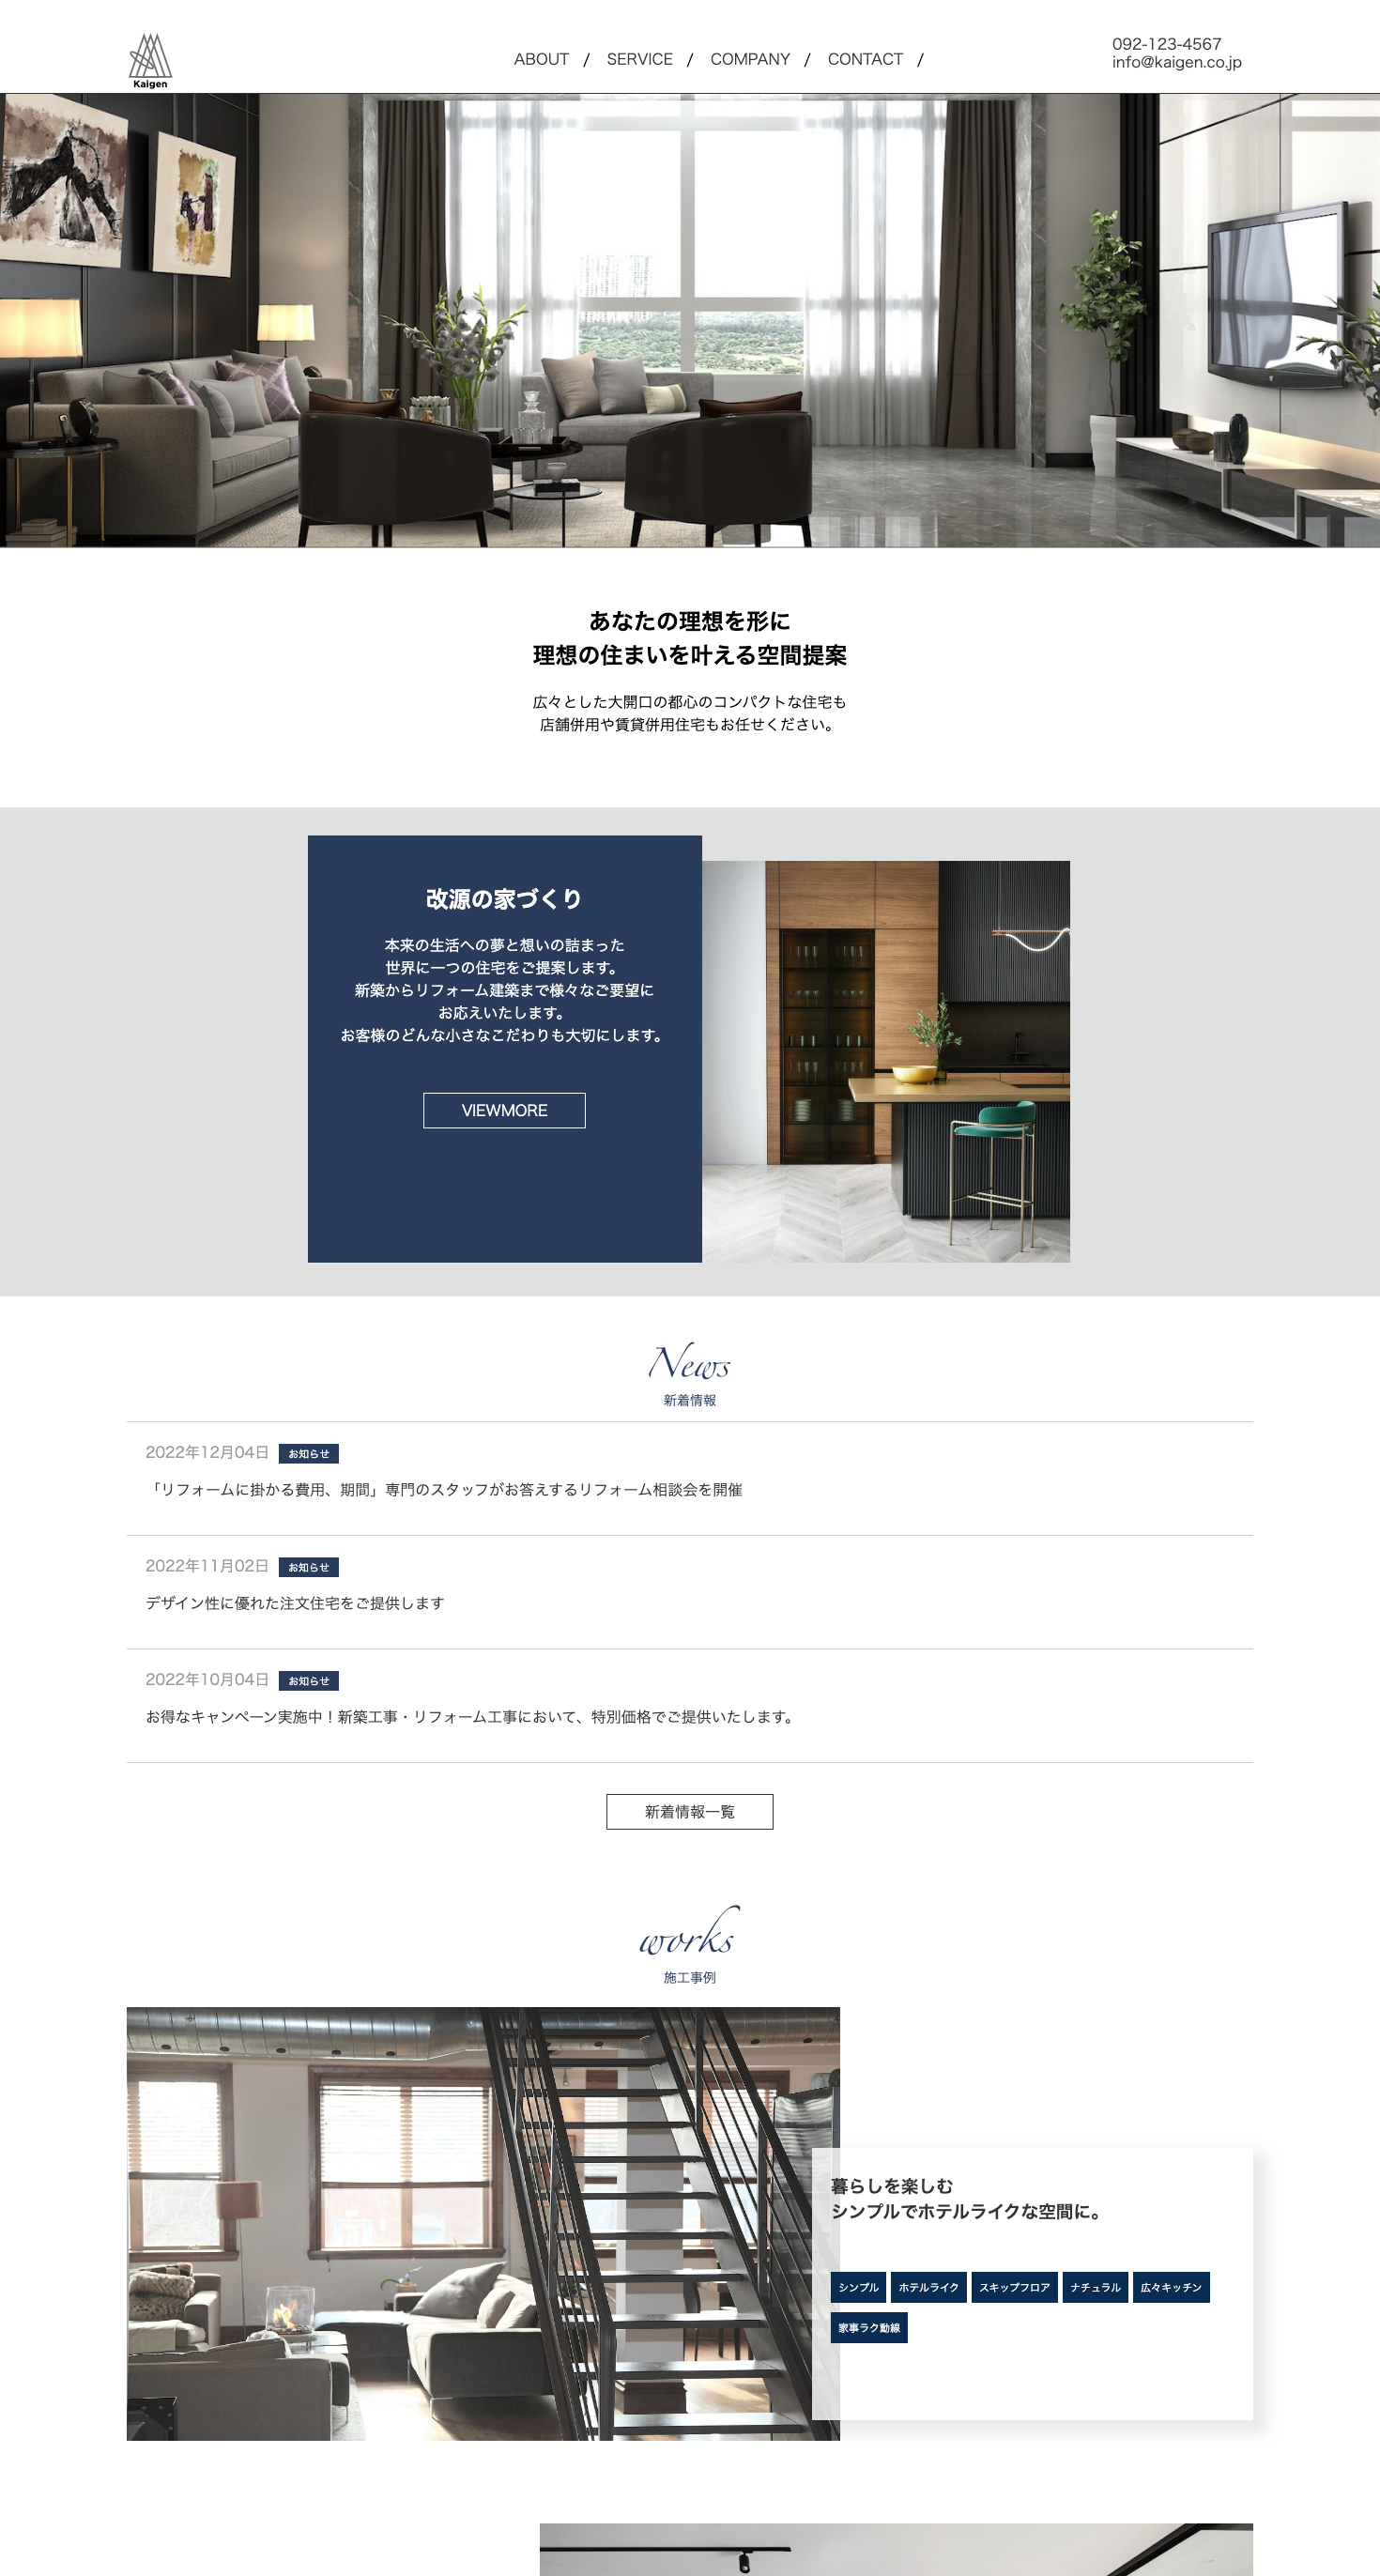 Kaigen
ABOUT / SERVICE / COMPANY / CONTACT /
092-123-4567
info@kaigen.co.jp
あなたの理想を形に
理想の住まいを叶える空間提案
広々とした大開口の都心のコンパクトな住宅も
店舗併用や賃貸併用住宅もお任せください。
改源の家づくり
本来の生活への夢と想いの詰まった
世界に一つの住宅をご提案します。
新築からリフォーム建築まで様々なご要望に
お応えいたします。
お客様のどんな小さなこだわりも大切にします。
VIEWMORE
News
新着情報
2022年12月04日 お知らせ
「リフォームに掛かる費用、期間」専門のスタッフがお答えするリフォーム相談会を開催
2022年11月02日 お知らせ
デザイン性に優れた注文住宅をご提供します
2022年10月04日 お知らせ
お得なキャンペーン実施中！新築工事・リフォーム工事において、特別価格でご提供いたします。
新着情報一覧
works
施工事例
暮らしを楽しむ
シンプルでホテルライクな空間に。
シンプル ホテルライク スキップフロア ナチュラル 広々キッチン
家事ラク動線